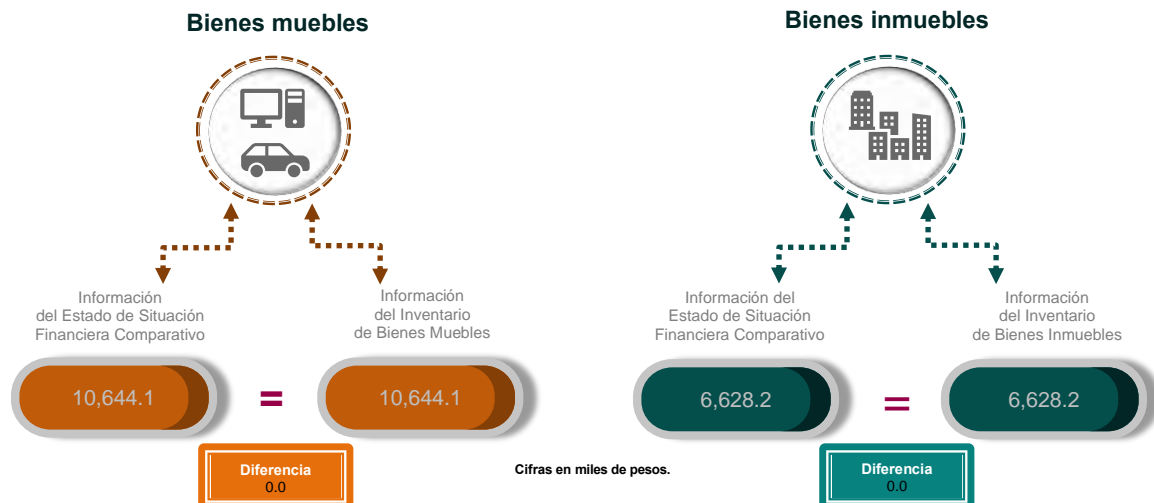 Bienes muebles
Información
del Estado de Situación
Financiera Comparativo
Información
del Inventario
de Bienes Muebles
10,644.1
=
10,644.1
Diferencia
0.0
Cifras en miles de pesos.
Bienes inmuebles
Información del
Estado de Situación
Financiera Comparativo
Información
del Inventario
de Bienes Inmuebles
6,628.2
=
6,628.2
Diferencia
0.0